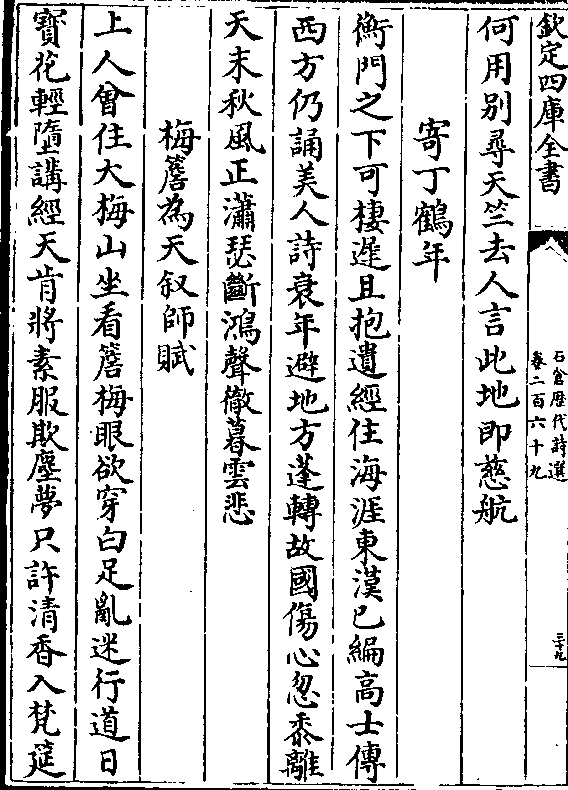 欽定四庫全書
石倉歷代詩選
卷二百六十九
三十九
何用別尋天竺去人言此地即慈航
寄丁鶴年
衡門之下可棲遲且抱遺經住海涯東漢已編高士傳
西方仍誦美人詩衰年避地方蓬轉故國傷心忽黍離
天末秋風正瀟瑟斷鴻聲徹暮雲悲
梅簷為天叙師賦
上人曾住大梅山坐看簷梅眼欲穿白足亂迷行道日
寳花輕墮講經天肯將素服欺塵夢只許清香入梵筵